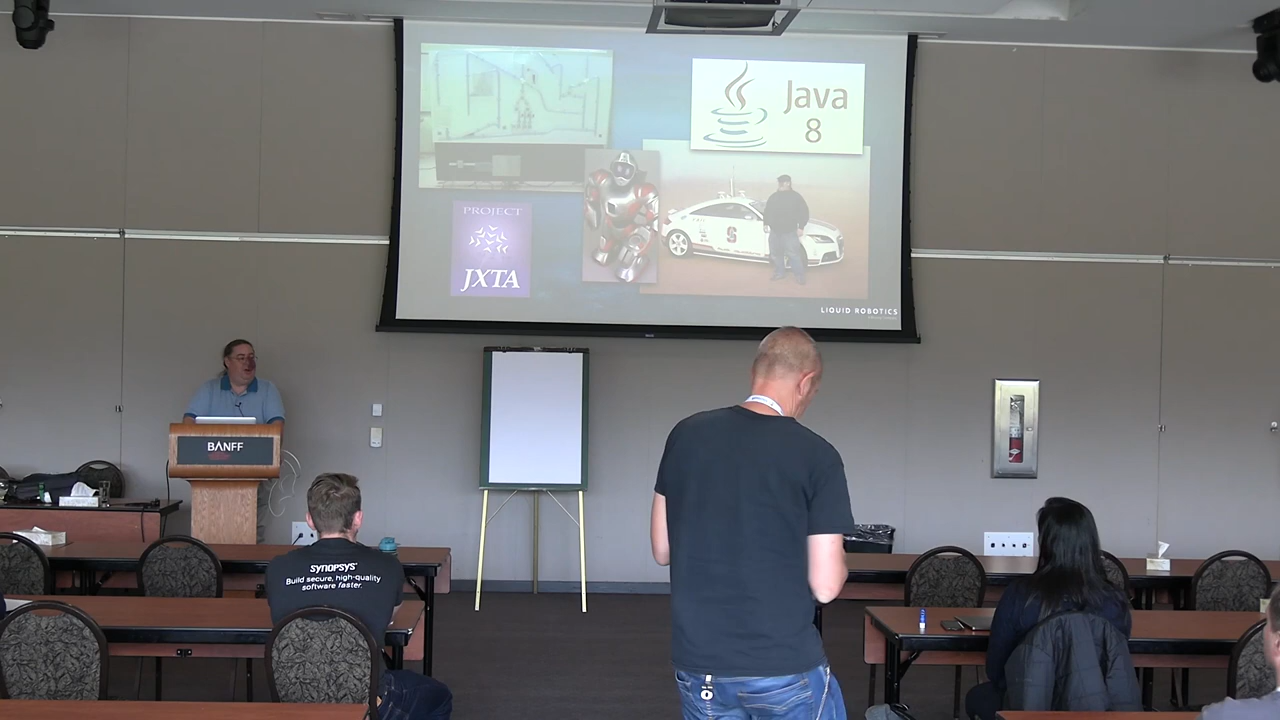 Java
8
PROJECT
JXTA
S
LIQUID ROBOTICS
BANFF
SYNOPSYS
Build secure, high-quality
software faster.